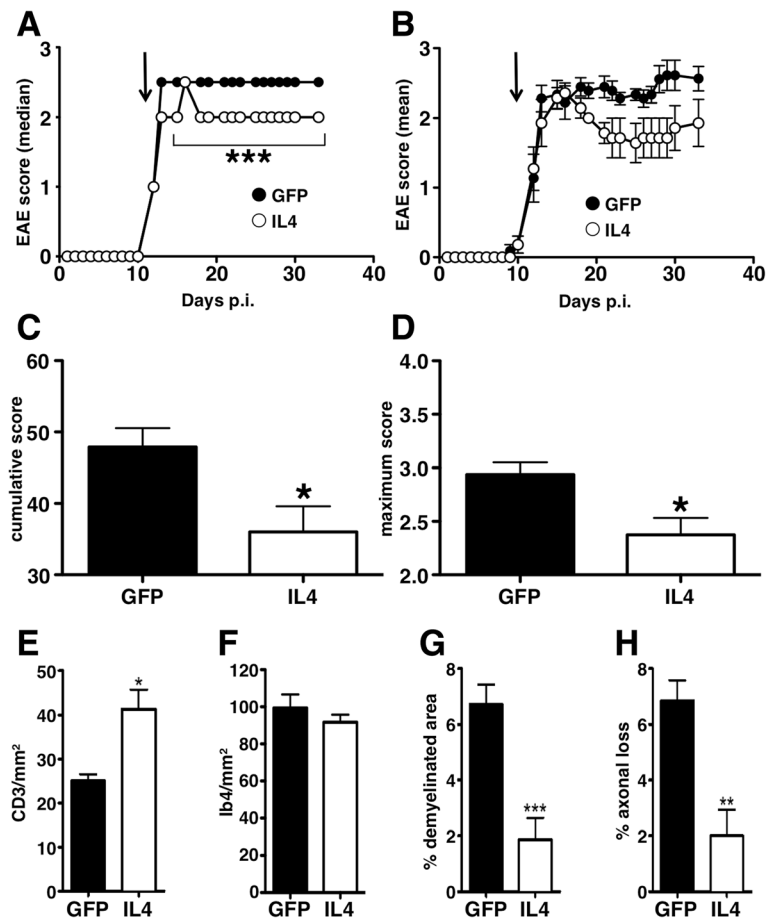 A
B
3
2
1
0
EAE score (median)
***
GFP
IL4
0 10 20 30 40
Days p.i.
3
2
1
0
EAE score (mean)
GFP
IL4
0 10 20 30 40
Days p.i.
C
D
60
50
40
30
cumulative score
*
GFP IL4
4.0
3.5
3.0
2.5
2.0
maximum score
*
GFP IL4
E
F
G
H
50
40
30
20
10
0
CD3/mm²
*
GFP IL4
120
100
80
60
40
20
0
Ib4/mm²
GFP IL4
8
6
4
2
0
% demyelinated area
***
GFP IL4
8
6
4
2
0
% axonal loss
**
GFP IL4